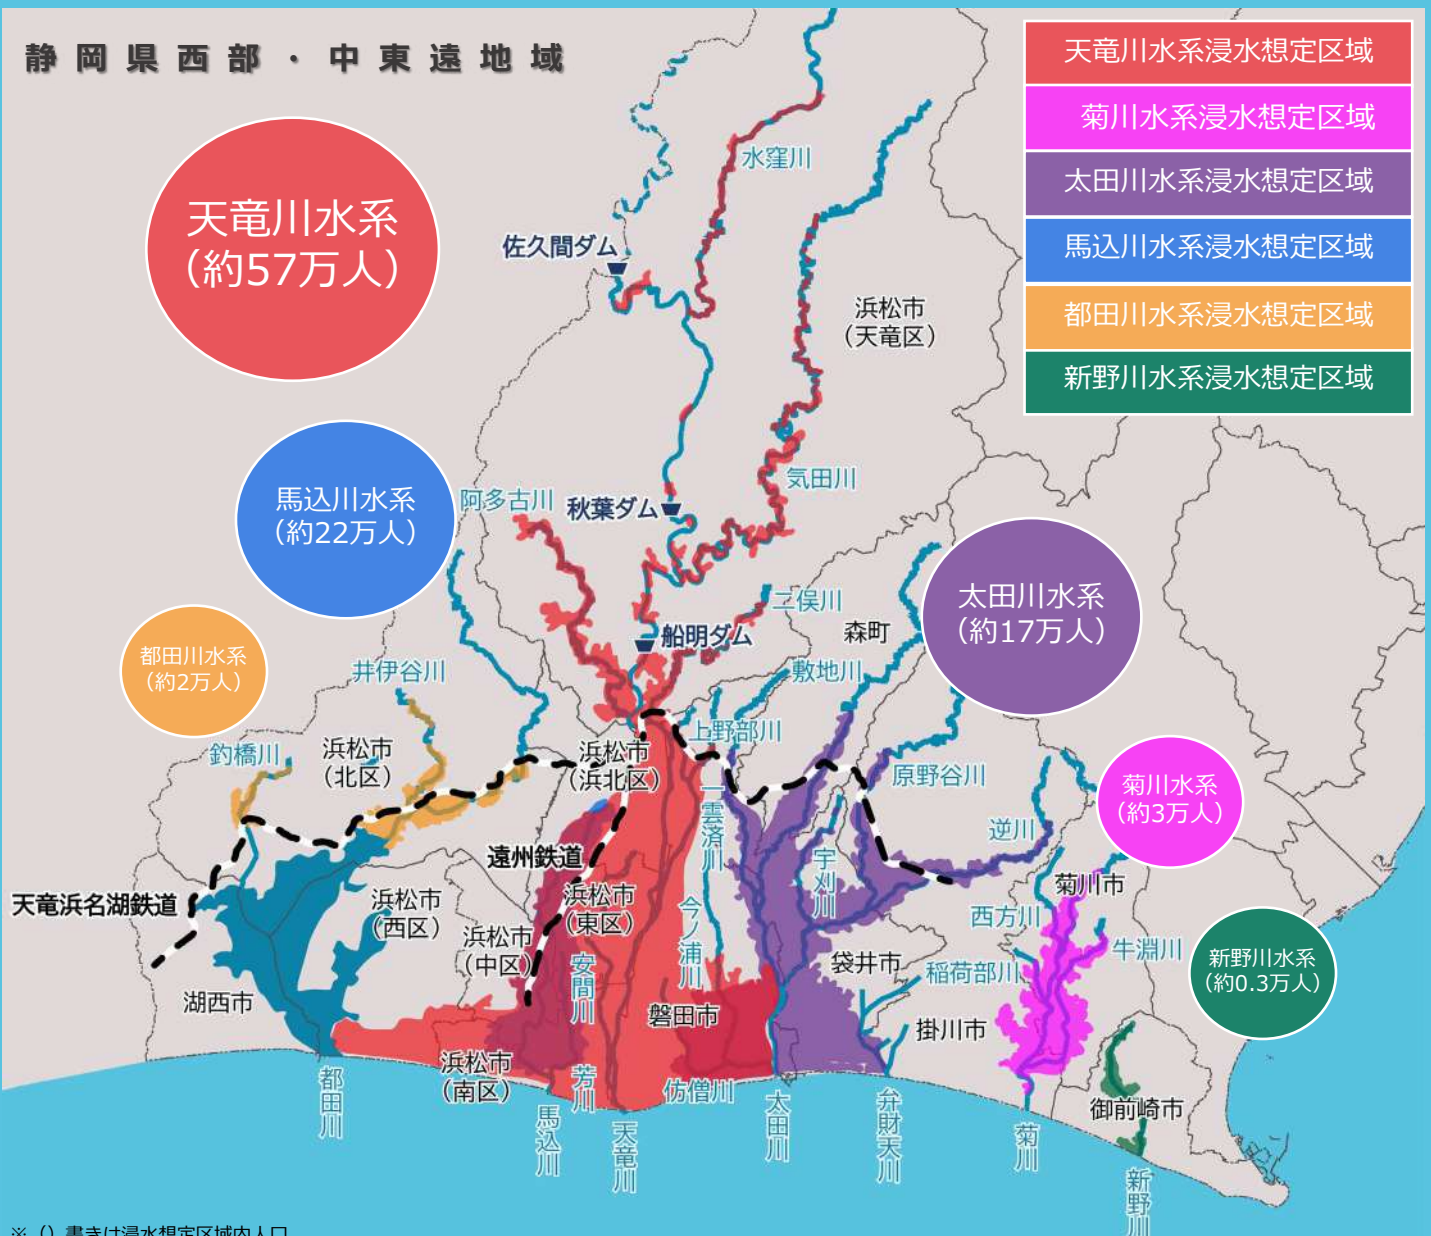 静岡県西部・中東遠地域
天竜川水系浸水想定区域
菊川水系浸水想定区域
太田川水系浸水想定区域
馬込川水系浸水想定区域
都田川水系浸水想定区域
新野川水系浸水想定区域
天竜川水系
（約57万人）
水窪川
佐久間ダム
浜松市
（天竜区）
馬込川水系
（約22万人）
阿多古川
秋葉ダム
気田川
太田川水系
（約17万人）
二俣川
船明ダム
森町
都田川水系
（約2万人）
井伊谷川
敷地川
上野部川
釣橋川
浜松市
（北区）
浜松市
（浜北区）
原野谷川
菊川水系
（約3万人）
一雲済川
逆川
宇刈川
遠州鉄道
天竜浜名湖鉄道
浜松市
（西区）
浜松市
（東区）
浜松市
（中区）
今ノ浦川
菊川市
西方川
牛淵川
新野川水系
（約0.3万人）
安間川
袋井市
稲荷部川
湖西市
磐田市
掛川市
浜松市
（南区）
芳川
仿僧川
都田川
馬込川
天竜川
太田川
弁財天川
菊川
御前崎市
新野川
※（）書きは浸水想定区域内人口